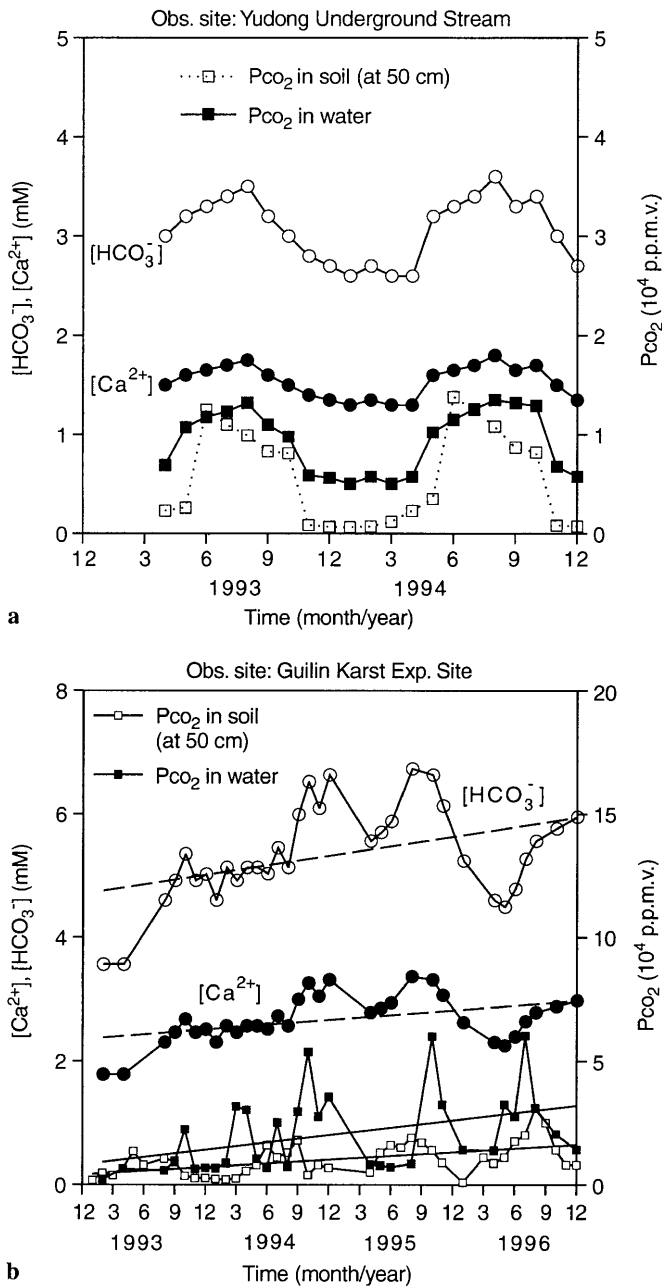 Obs. site: Yudong Underground Stream
5
4
3
2
1
0
5
4
3
2
1
0
Pco₂ in soil (at 50 cm)
Pco₂ in water
[HCO₃⁻]
[Ca²⁺]
[HCO₃⁻], [Ca²⁺] (mM)
Pco₂ (10⁴ p.p.m.v.)
12 3 6 9 12 3 6 9 12
1993 1994
Time (month/year)
a
Obs. site: Guilin Karst Exp. Site
8
6
4
2
0
20
15
10
5
0
Pco₂ in soil
(at 50 cm)
Pco₂ in water
[HCO₃⁻]
[Ca²⁺]
[Ca²⁺], [HCO₃⁻] (mM)
Pco₂ (10⁴ p.p.m.v.)
12 3 6 9 12 3 6 9 12 3 6 9 12 3 6 9 12
1993 1994 1995 1996
Time (month/year)
b